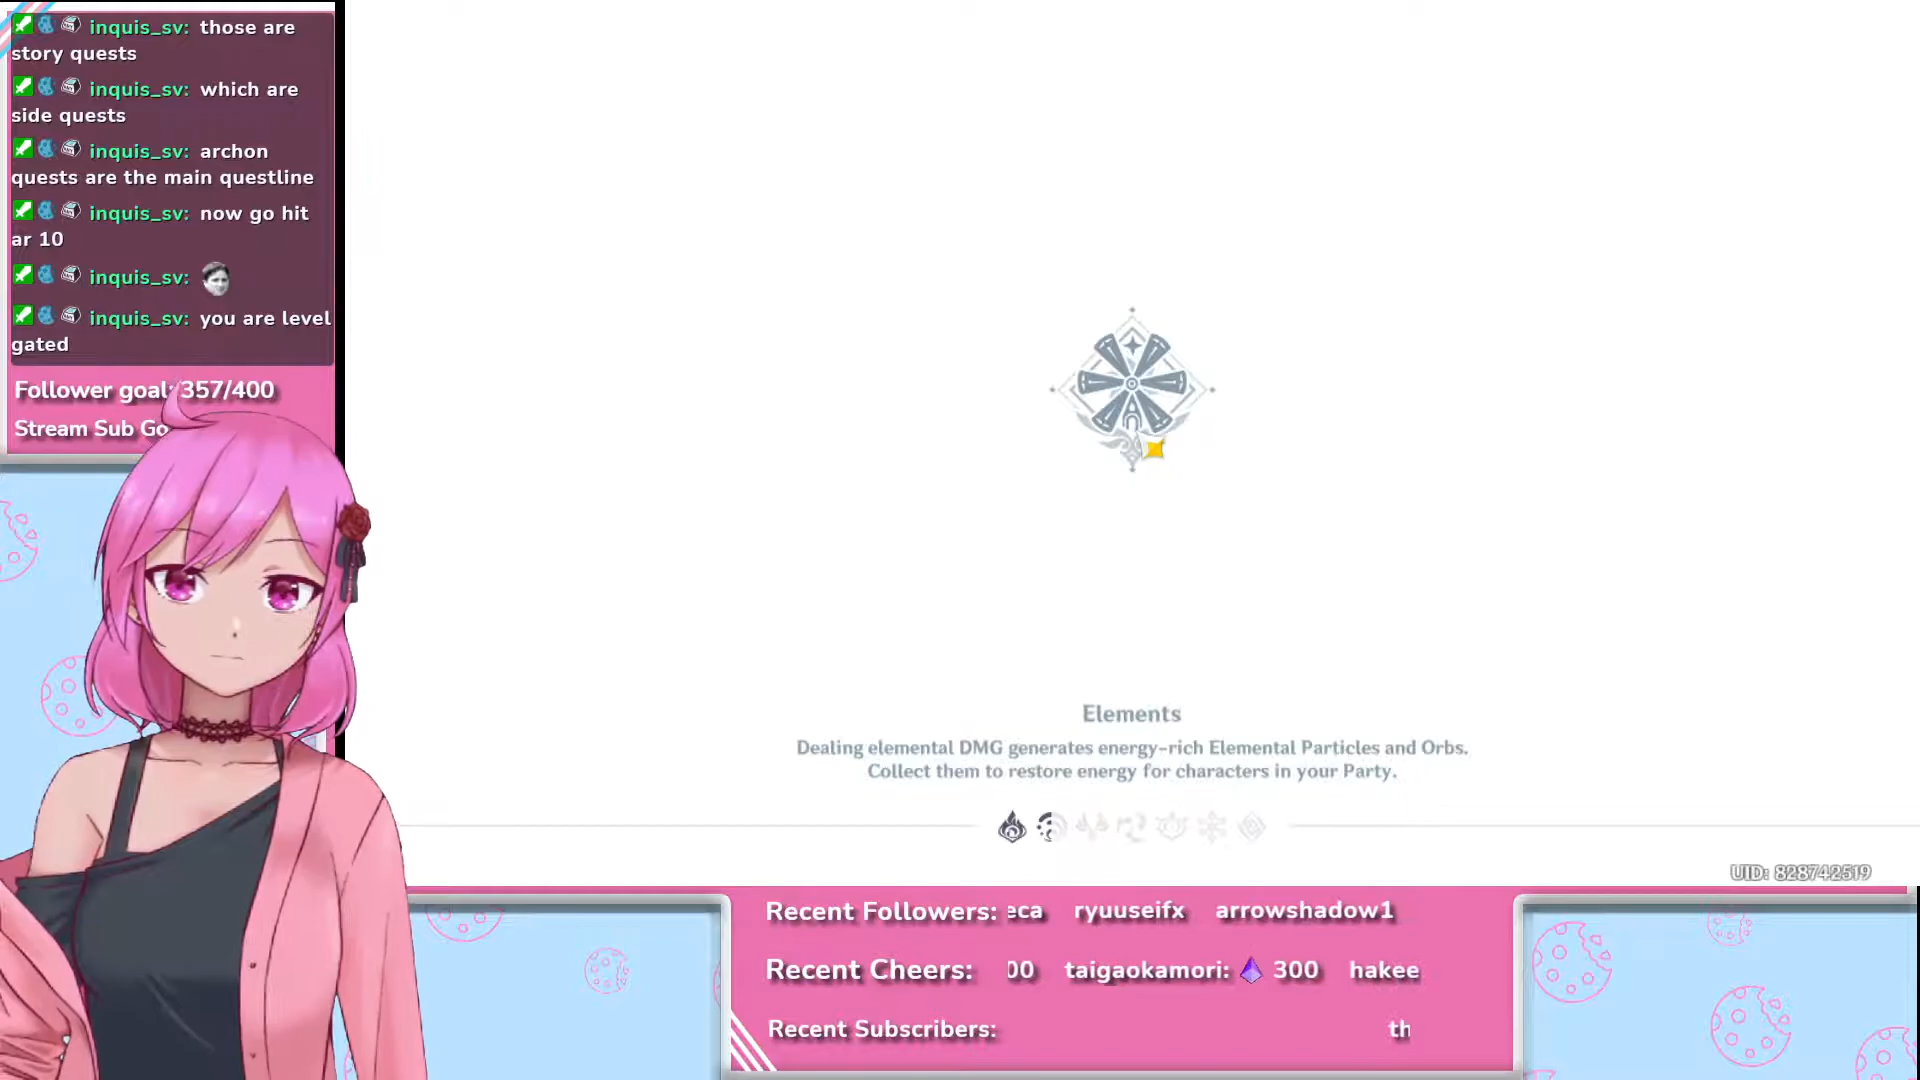 inquis_sv: those are
story quests
inquis_sv: which are
side quests
inquis_sv: archon
quests are the main questline
inquis_sv: now go hit
ar 10
inquis_sv:
inquis_sv: you are level
gated
Follower goal: 357/400
Stream Sub Go
Elements
Dealing elemental DMG generates energy-rich Elemental Particles and Orbs.
Collect them to restore energy for characters in your Party.
UID: 828742519
Recent Followers: eca ryuuseifx arrowshadow1
Recent Cheers: 00 taigaokamori: 300 hakee
Recent Subscribers: th